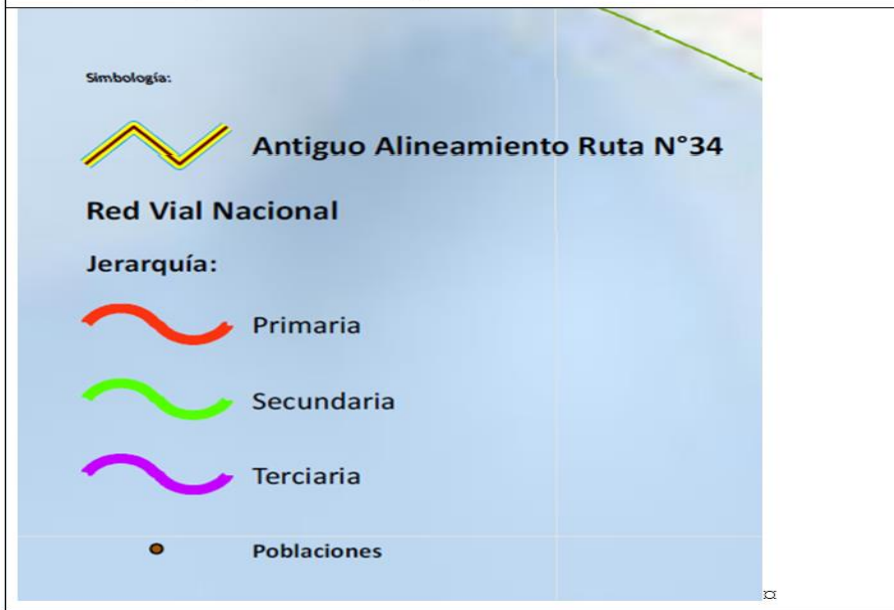 Simbología:
Antiguo Alineamiento Ruta N°34
Red Vial Nacional
Jerarquía:
Primaria
Secundaria
Terciaria
Poblaciones